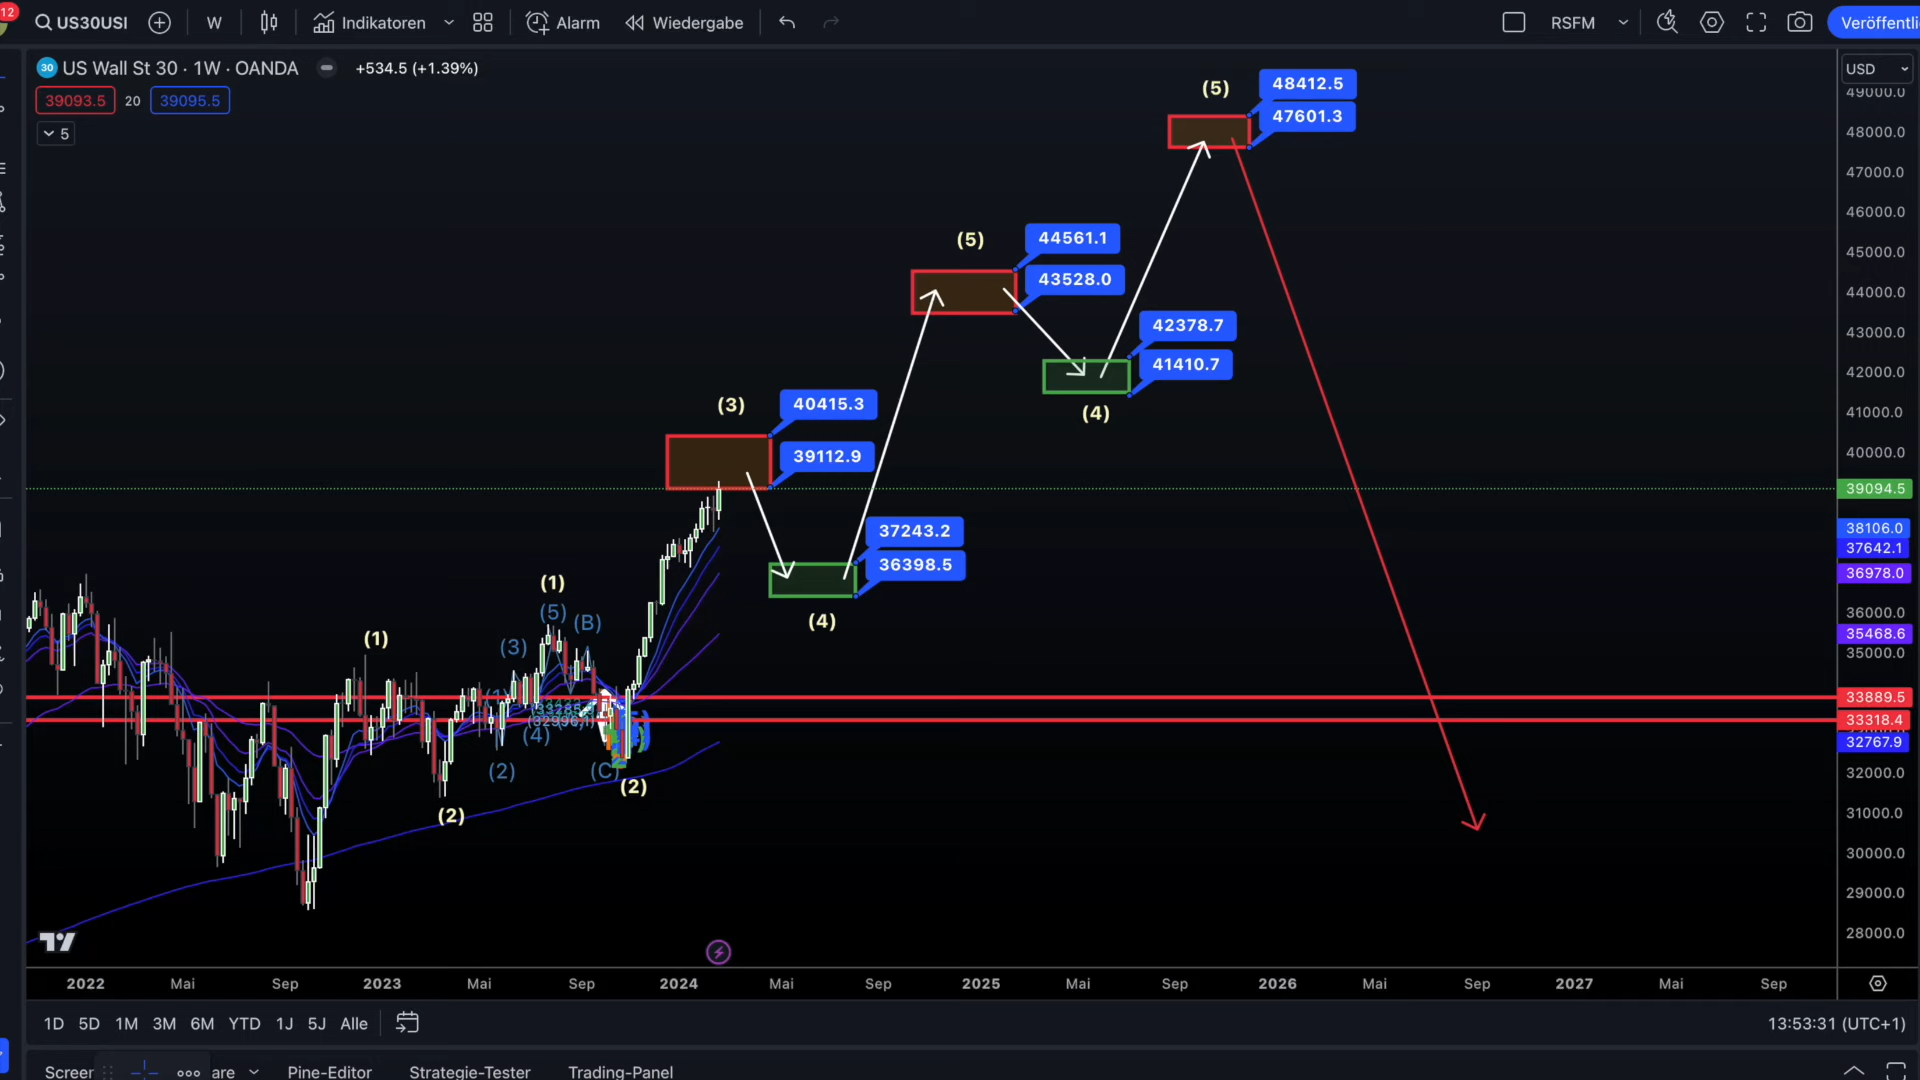 12
US30USI
W
Indikatoren
Alarm
Wiedergabe
RSFM
Veröffentli
30 US Wall St 30 · 1W · OANDA
+534.5 (+1.39%)
39093.5 20 39095.5
5
USD
49000.0
48000.0
47000.0
46000.0
45000.0
44000.0
43000.0
42000.0
41000.0
40000.0
39094.5
38106.0
37642.1
36978.0
36000.0
35468.6
35000.0
33889.5
33318.4
32767.9
32000.0
31000.0
30000.0
29000.0
28000.0
(5)
48412.5
47601.3
(5)
44561.1
43528.0
42378.7
41410.7
(4)
(3)
40415.3
39112.9
37243.2
36398.5
(4)
(1)
(5)
(B)
(1)
(3)
(4)
(2)
(C)
(2)
(2)
2022 Mai Sep 2023 Mai Sep 2024 Mai Sep 2025 Mai Sep 2026 Mai Sep 2027 Mai Sep
1D 5D 1M 3M 6M YTD 1J 5J Alle
13:53:31 (UTC+1)
Screen
are
Pine-Editor
Strategie-Tester
Trading-Panel